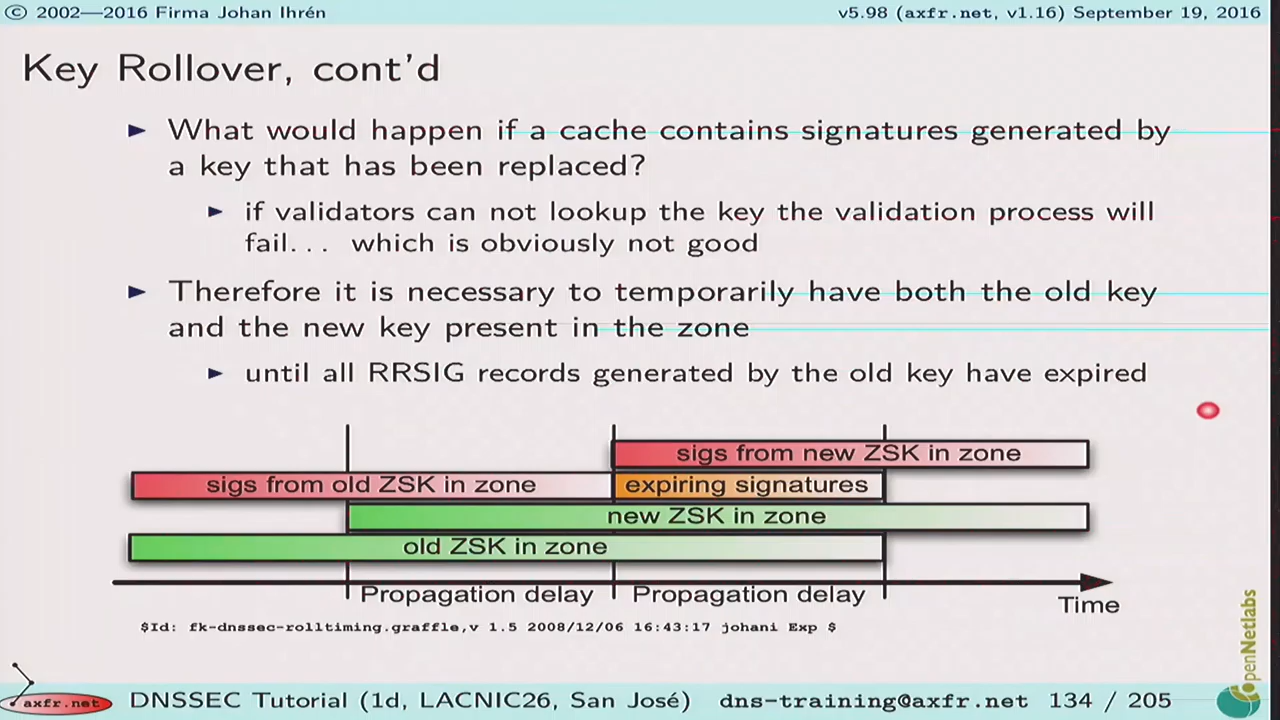 © 2002—2016 Firma Johan Ihrén
v5.98 (axfr.net, v1.16) September 19, 2016
Key Rollover, cont'd
What would happen if a cache contains signatures generated by
a key that has been replaced?
if validators can not lookup the key the validation process will
fail... which is obviously not good
Therefore it is necessary to temporarily have both the old key
and the new key present in the zone
until all RRSIG records generated by the old key have expired
sigs from new ZSK in zone
sigs from old ZSK in zone
expiring signatures
new ZSK in zone
old ZSK in zone
Propagation delay
Propagation delay
Time
$Id: fk-dnssec-rolltiming.graffle,v 1.5 2008/12/06 16:43:17 johani Exp $
OpenNetlabs
axfr.net
DNSSEC Tutorial (1d, LACNIC26, San José)
dns-training@axfr.net
134 / 205